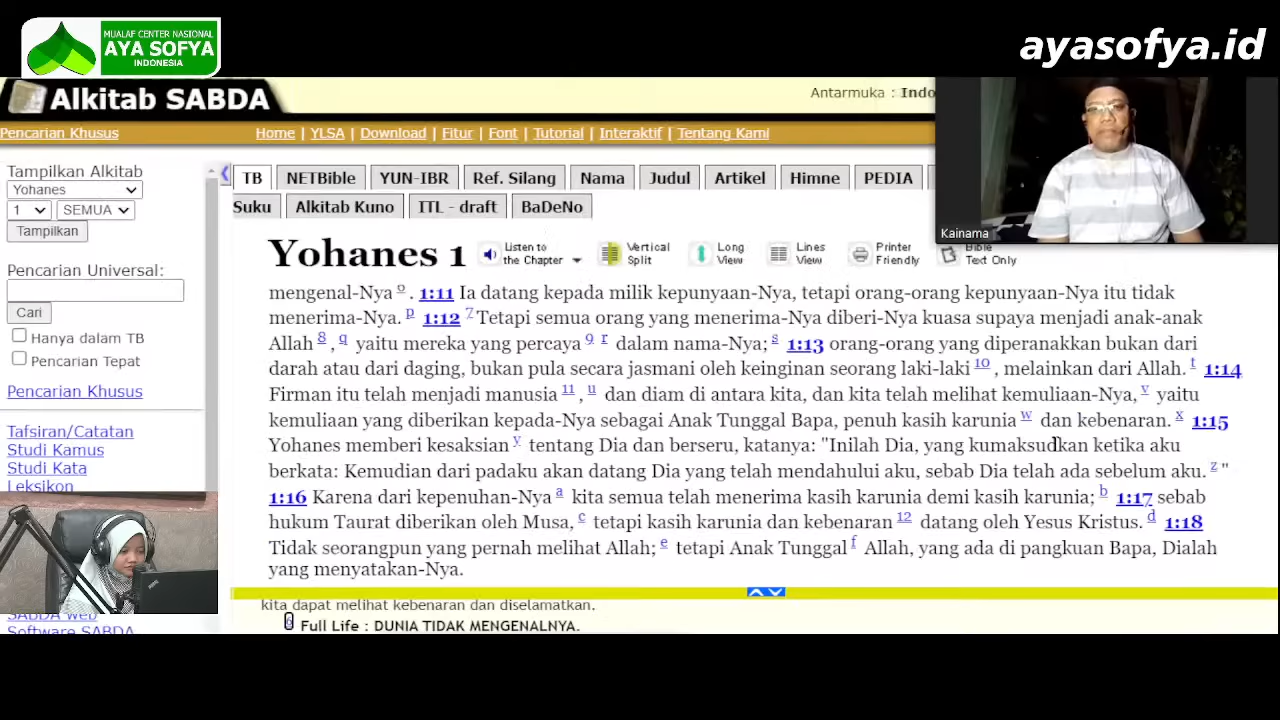 MUALAF CENTER NASIONAL
AYA SOFYA
INDONESIA
ayasofya.id
Alkitab SABDA
Antarmuka : Indo
Pencarian Khusus
Home | YLSA | Download | Fitur | Font | Tutorial | Interaktif | Tentang Kami
Kainama
Tampilkan Alkitab
Yohanes
1 SEMUA
Tampilkan
Pencarian Universal:
Cari
Hanya dalam TB
Pencarian Tepat
Pencarian Khusus
Tafsiran/Catatan
Studi Kamus
Studi Kata
Leksikon
SABDA Web
Software SABDA
TB NETBible YUN-IBR Ref. Silang Nama Judul Artikel Himne PEDIA
Suku Alkitab Kuno ITL - draft BaDeNo
Yohanes 1
Listen to the Chapter
Vertical Split
Long View
Lines View
Printer Friendly
Bible Text Only
mengenal-Nya o. 1:11 Ia datang kepada milik kepunyaan-Nya, tetapi orang-orang kepunyaan-Nya itu tidak
menerima-Nya. p 1:12 7 Tetapi semua orang yang menerima-Nya diberi-Nya kuasa supaya menjadi anak-anak
Allah 8 , q yaitu mereka yang percaya 9 r dalam nama-Nya; s 1:13 orang-orang yang diperanakkan bukan dari
darah atau dari daging, bukan pula secara jasmani oleh keinginan seorang laki-laki 10 , melainkan dari Allah. t 1:14
Firman itu telah menjadi manusia 11 , u dan diam di antara kita, dan kita telah melihat kemuliaan-Nya, v yaitu
kemuliaan yang diberikan kepada-Nya sebagai Anak Tunggal Bapa, penuh kasih karunia w dan kebenaran. x 1:15
Yohanes memberi kesaksian y tentang Dia dan berseru, katanya: "Inilah Dia, yang kumaksudkan ketika aku
berkata: Kemudian dari padaku akan datang Dia yang telah mendahului aku, sebab Dia telah ada sebelum aku. z "
1:16 Karena dari kepenuhan-Nya a kita semua telah menerima kasih karunia demi kasih karunia; b 1:17 sebab
hukum Taurat diberikan oleh Musa, c tetapi kasih karunia dan kebenaran 12 datang oleh Yesus Kristus. d 1:18
Tidak seorangpun yang pernah melihat Allah; e tetapi Anak Tunggal f Allah, yang ada di pangkuan Bapa, Dialah
yang menyatakan-Nya.
kita dapat melihat kebenaran dan diselamatkan.
Full Life : DUNIA TIDAK MENGENALNYA.